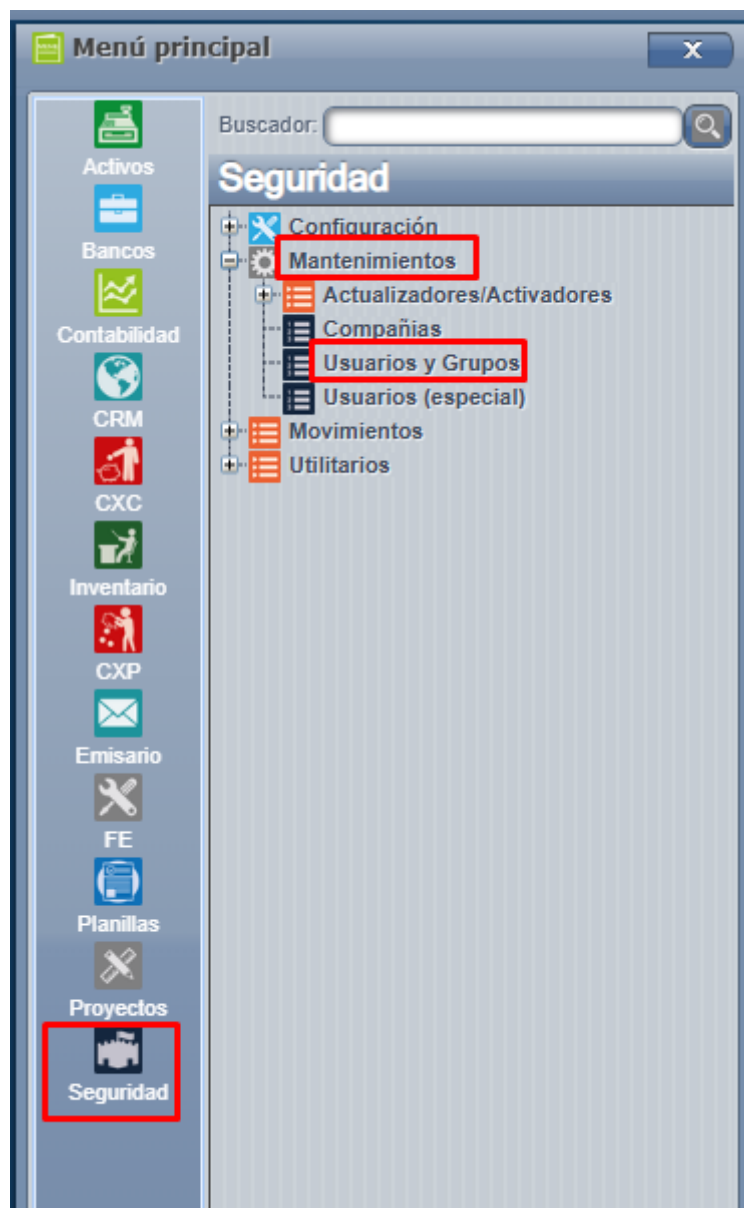 Menú principal
x
Activos
Bancos
Contabilidad
CRM
CXC
Inventario
CXP
Emisario
FE
Planillas
Proyectos
Seguridad
Buscador:
Seguridad
Configuración
Mantenimientos
Actualizadores/Activadores
Compañias
Usuarios y Grupos
Usuarios (especial)
Movimientos
Utilitarios